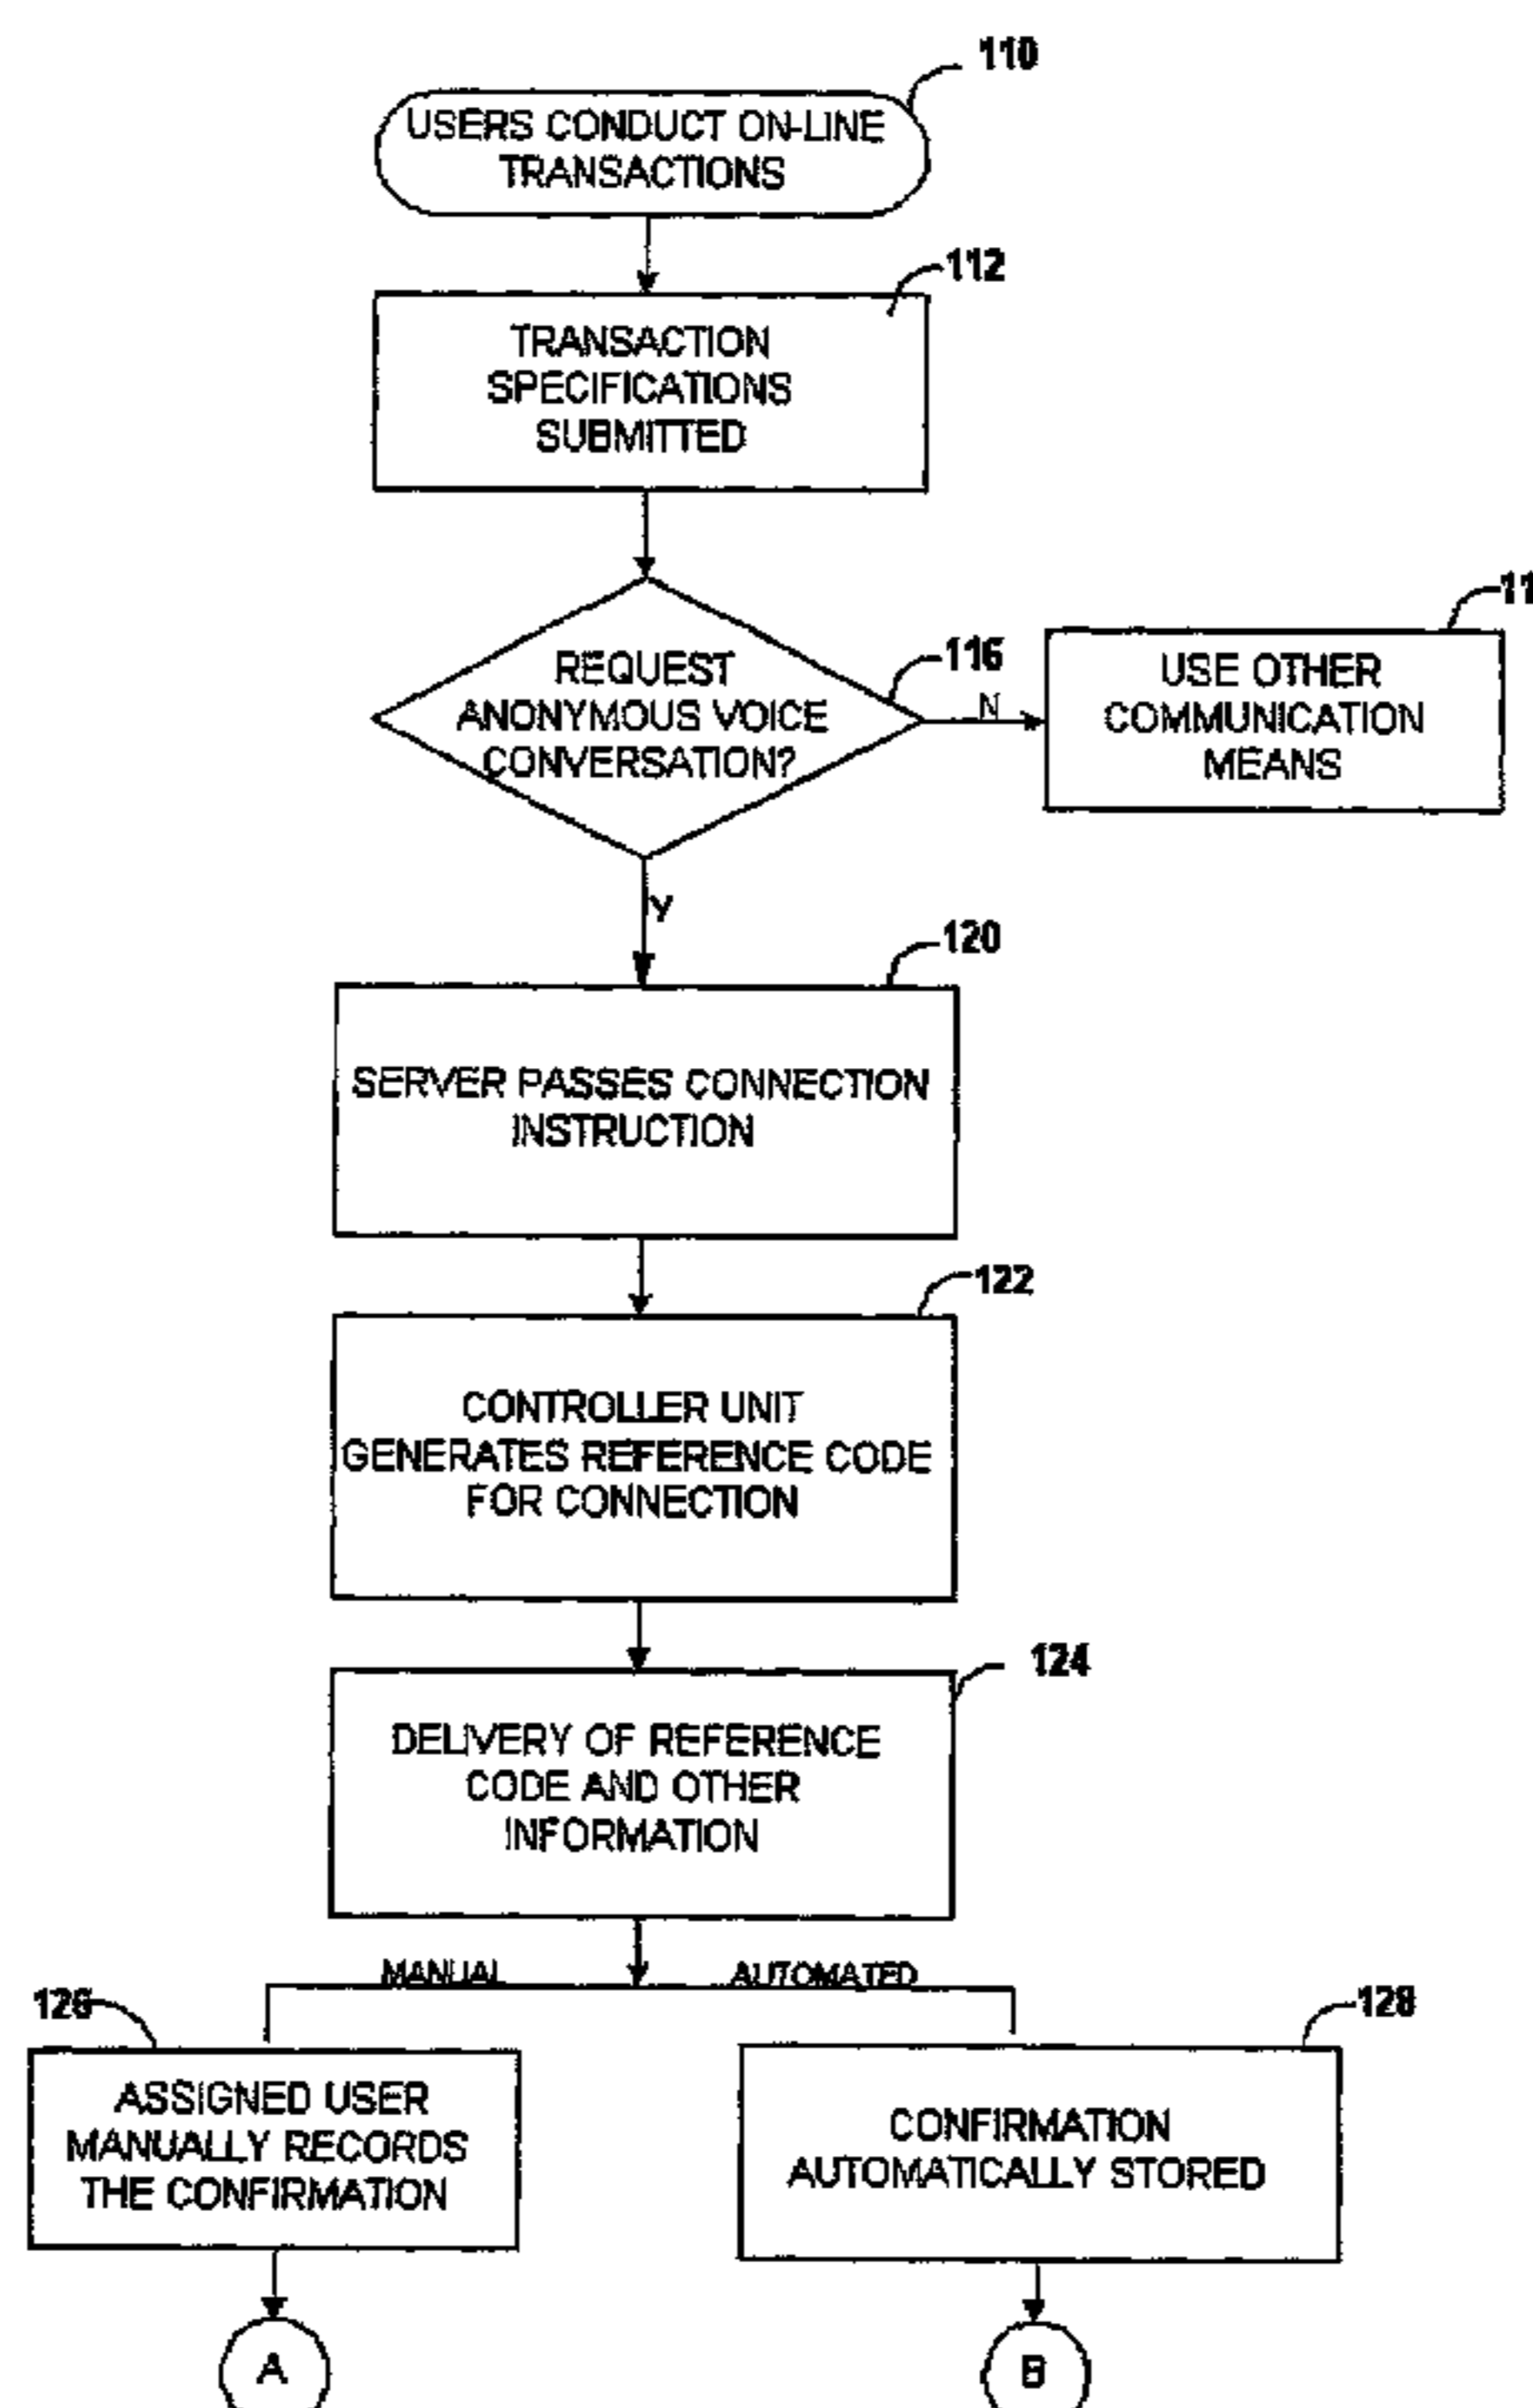 110
USERS CONDUCT ON-LINE
TRANSACTIONS
112
TRANSACTION
SPECIFICATIONS
SUBMITTED
116
REQUEST
ANONYMOUS VOICE
CONVERSATION?
N
USE OTHER
COMMUNICATION
MEANS
Y
120
SERVER PASSES CONNECTION
INSTRUCTION
122
CONTROLLER UNIT
GENERATES REFERENCE CODE
FOR CONNECTION
124
DELIVERY OF REFERENCE
CODE AND OTHER
INFORMATION
MANUAL
AUTOMATED
126
ASSIGNED USER
MANUALLY RECORDS
THE CONFIRMATION
128
CONFIRMATION
AUTOMATICALLY STORED
A
B